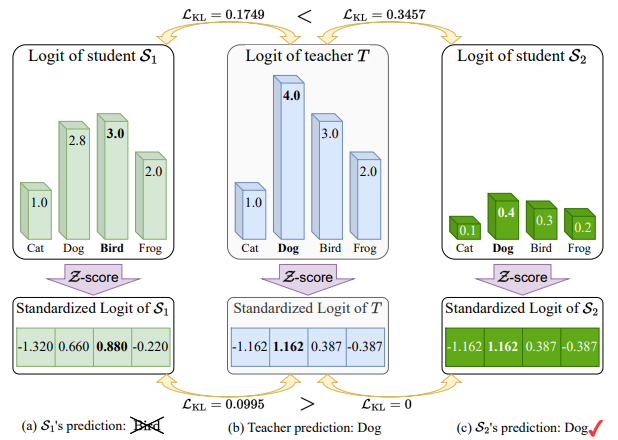 𝓛KL = 0.1749 < 𝓛KL = 0.3457
Logit of student 𝒮1
Logit of teacher T
Logit of student 𝒮2
1.0 2.8 3.0 2.0
Cat Dog Bird Frog
1.0 4.0 3.0 2.0
Cat Dog Bird Frog
0.1 0.4 0.3 0.2
Cat Dog Bird Frog
𝒵-score
𝒵-score
𝒵-score
Standardized Logit of 𝒮1
-1.320 0.660 0.880 -0.220
Standardized Logit of T
-1.162 1.162 0.387 -0.387
Standardized Logit of 𝒮2
-1.162 1.162 0.387 -0.387
𝓛KL = 0.0995 > 𝓛KL = 0
(a) 𝒮1's prediction: Bird
(b) Teacher prediction: Dog
(c) 𝒮2's prediction: Dog